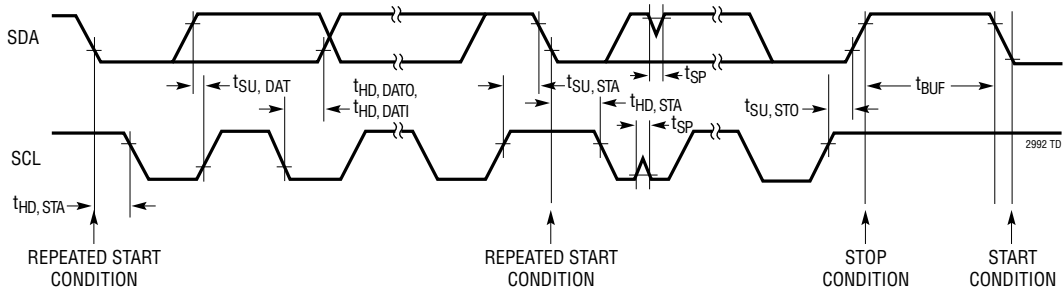 SDA
tSU, DAT
tHD, DATO,
tHD, DATI
tSU, STA
tHD, STA
tSP
tSP
tSU, STO
tBUF
SCL
2992 TD
tHD, STA
REPEATED START
CONDITION
REPEATED START
CONDITION
STOP
CONDITION
START
CONDITION